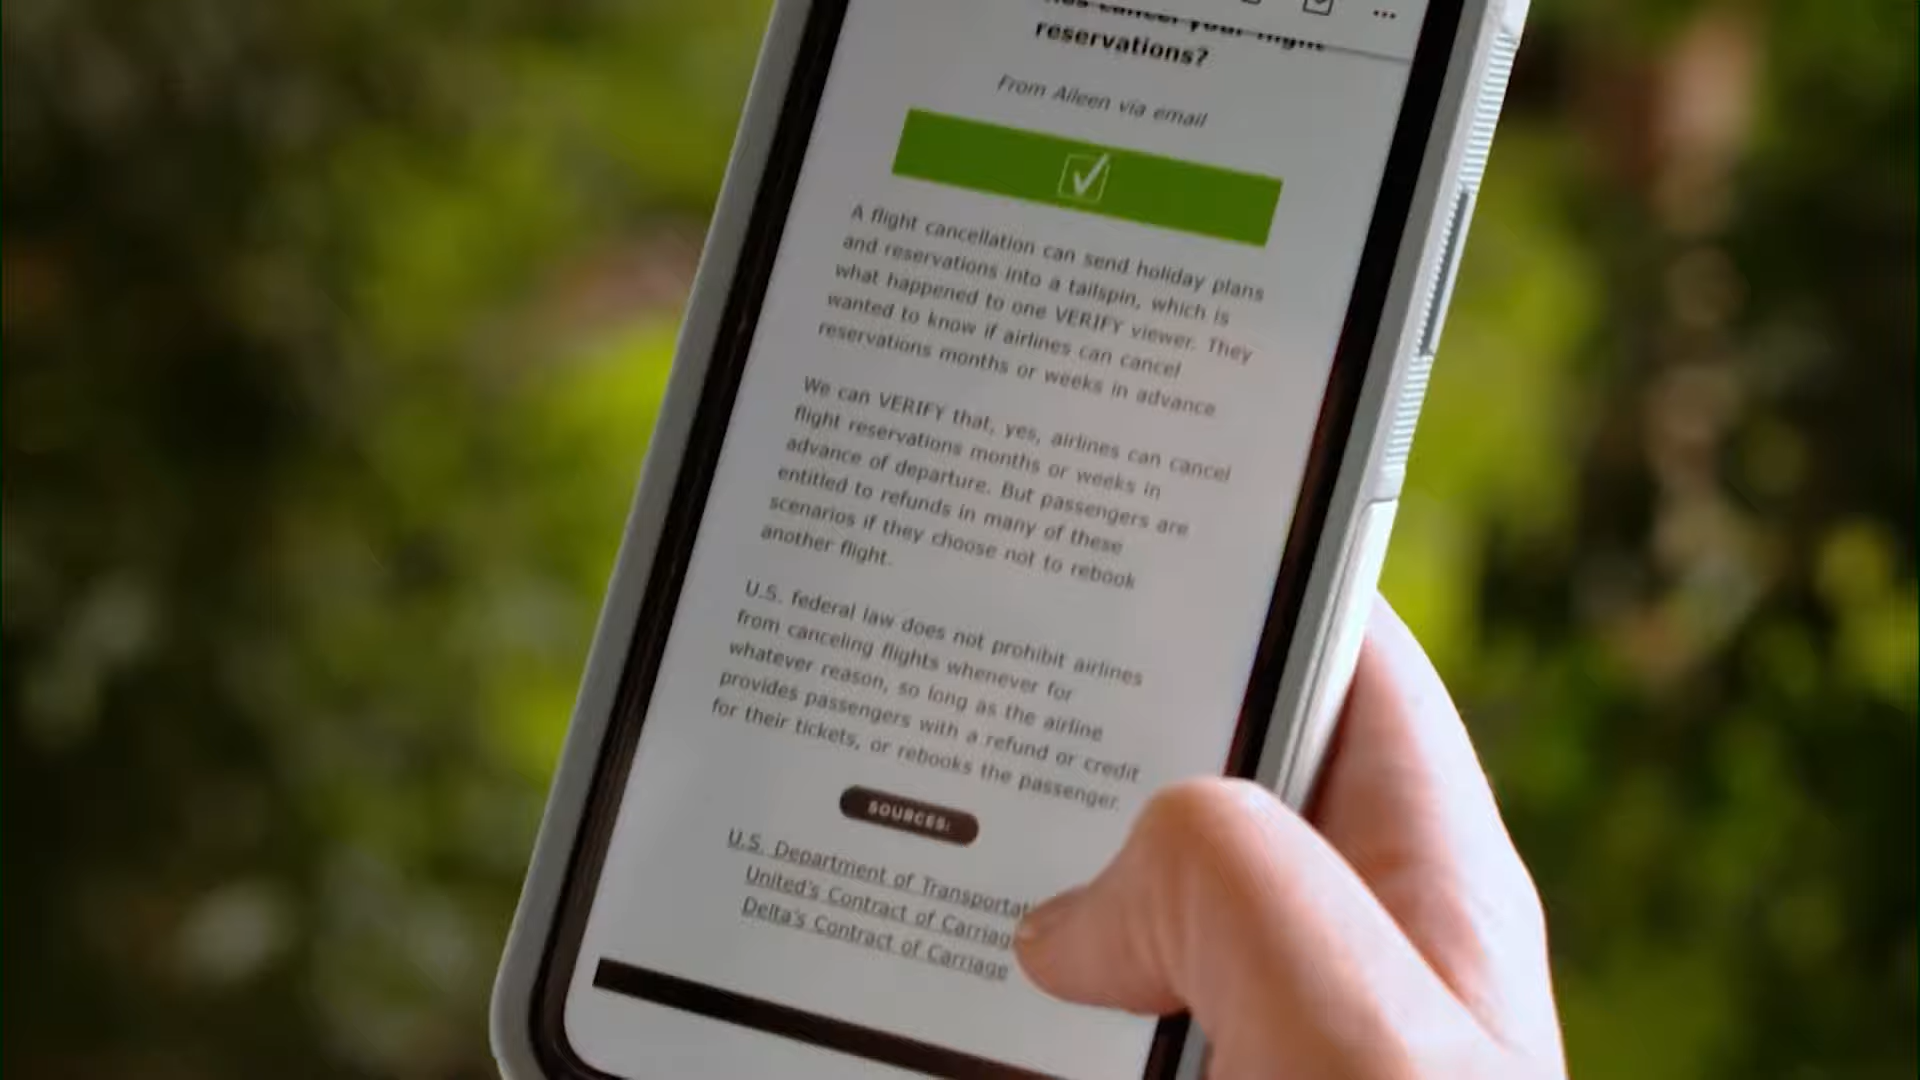 cancel your flight
reservations?
From Aileen via email
A flight cancellation can send holiday plans
and reservations into a tailspin, which is
what happened to one VERIFY viewer. They
wanted to know if airlines can cancel
reservations months or weeks in advance
We can VERIFY that, yes, airlines can cancel
flight reservations months or weeks in
advance of departure. But passengers are
entitled to refunds in many of these
scenarios if they choose not to rebook
another flight.
U.S. federal law does not prohibit airlines
from canceling flights whenever for
whatever reason, so long as the airline
provides passengers with a refund or credit
for their tickets, or rebooks the passenger.
SOURCES:
U.S. Department of Transportat
United's Contract of Carriag
Delta's Contract of Carriage